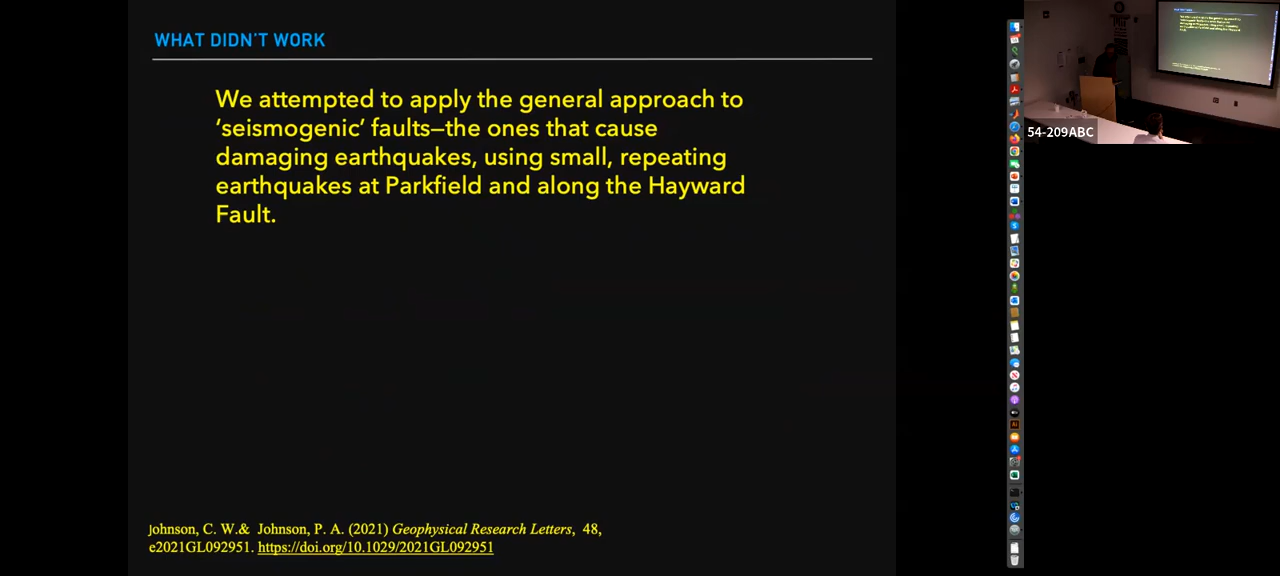 WHAT DIDN'T WORK
We attempted to apply the general approach to
'seismogenic' faults—the ones that cause
damaging earthquakes, using small, repeating
earthquakes at Parkfield and along the Hayward
Fault.
Johnson, C. W.& Johnson, P. A. (2021) Geophysical Research Letters, 48,
e2021GL092951. https://doi.org/10.1029/2021GL092951
54-209ABC